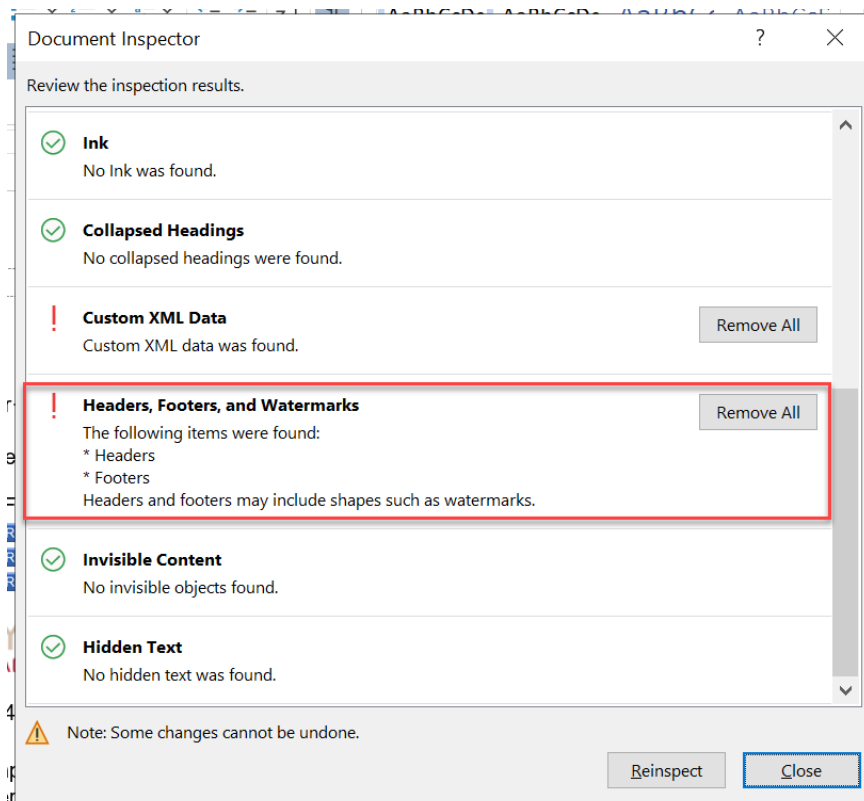 Document Inspector
?
Review the inspection results.
Ink
No Ink was found.
Collapsed Headings
No collapsed headings were found.
Custom XML Data
Remove All
Custom XML data was found.
Headers, Footers, and Watermarks
Remove All
The following items were found:
* Headers
* Footers
Headers and footers may include shapes such as watermarks.
Invisible Content
No invisible objects found.
Hidden Text
No hidden text was found.
Note: Some changes cannot be undone.
Reinspect Close